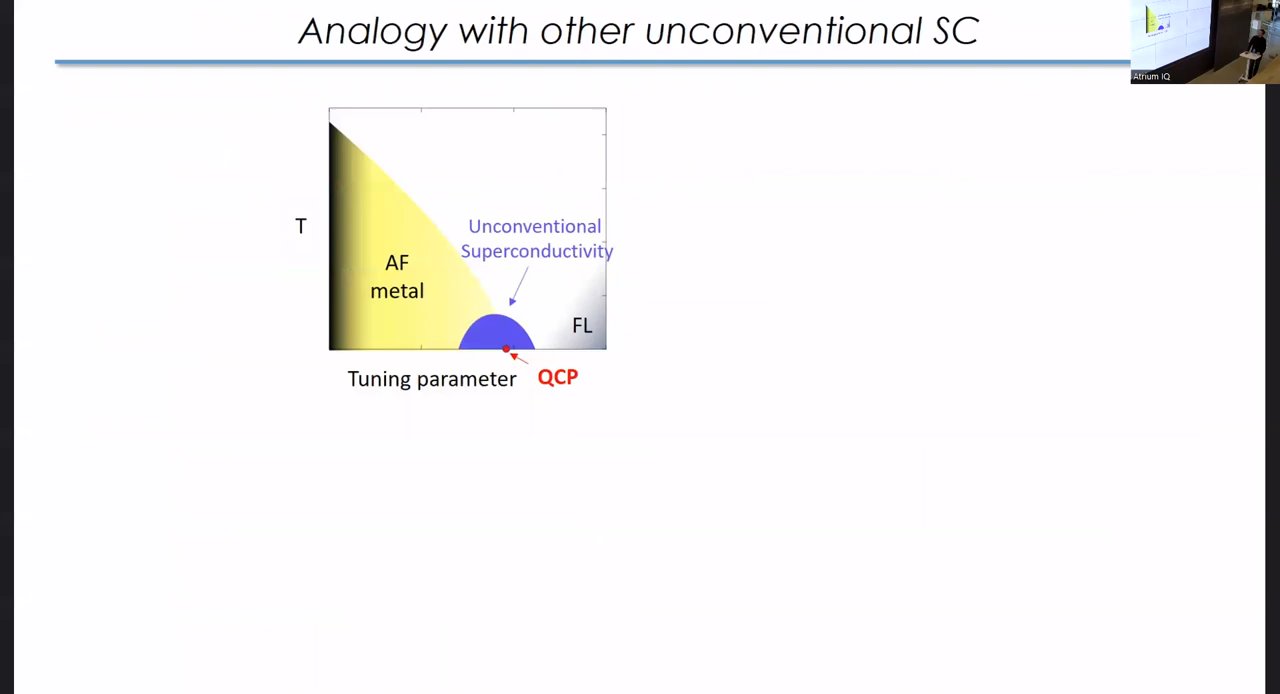 Analogy with other unconventional SC
Atrium IQ
T
Unconventional
Superconductivity
AF
metal
FL
Tuning parameter
QCP